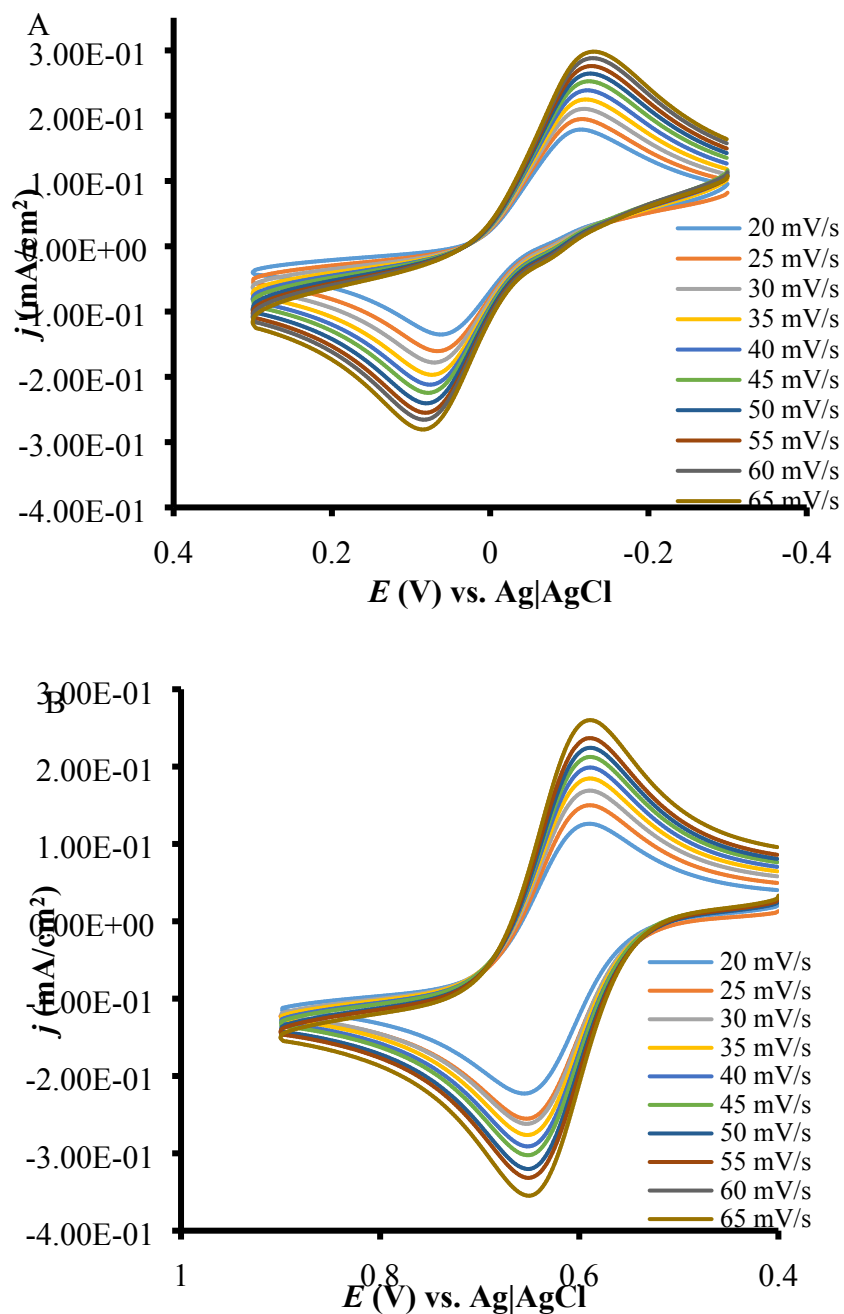 A
3.00E-01
2.00E-01
1.00E-01
0.00E+00
-1.00E-01
-2.00E-01
-3.00E-01
-4.00E-01
j (mA/cm²)
20 mV/s
25 mV/s
30 mV/s
35 mV/s
40 mV/s
45 mV/s
50 mV/s
55 mV/s
60 mV/s
65 mV/s
0.4 0.2 0 -0.2 -0.4
E (V) vs. Ag|AgCl
B
3.00E-01
2.00E-01
1.00E-01
0.00E+00
-1.00E-01
-2.00E-01
-3.00E-01
-4.00E-01
j (mA/cm²)
20 mV/s
25 mV/s
30 mV/s
35 mV/s
40 mV/s
45 mV/s
50 mV/s
55 mV/s
60 mV/s
65 mV/s
1 0.8 0.6 0.4
E (V) vs. Ag|AgCl